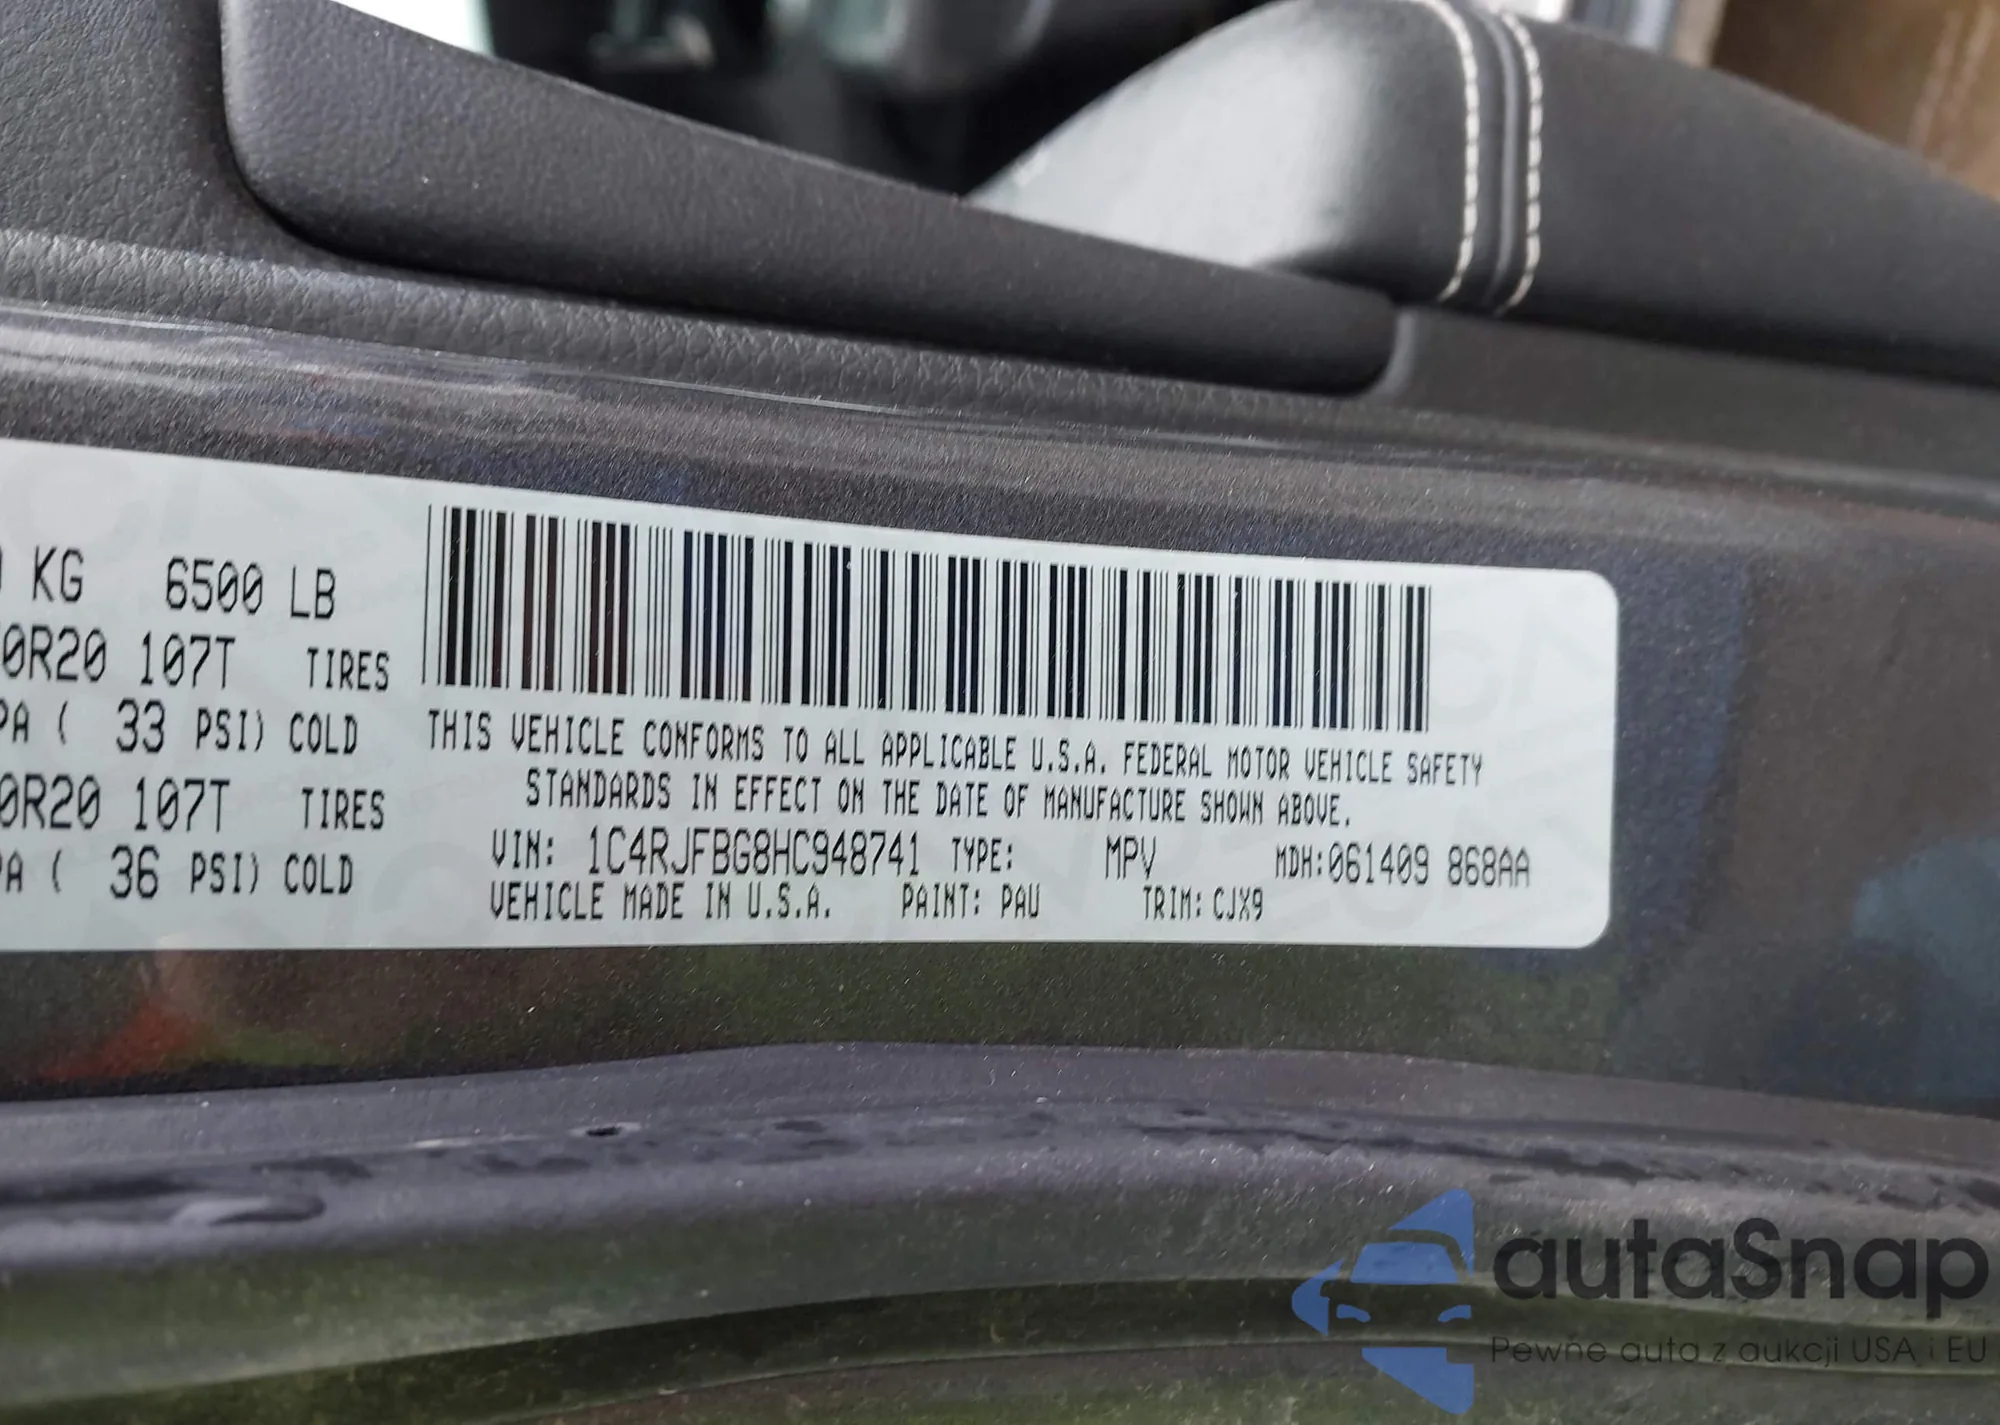 KG 6500 LB
0R20 107T TIRES
PA ( 33 PSI) COLD
0R20 107T TIRES
PA ( 36 PSI) COLD
THIS VEHICLE CONFORMS TO ALL APPLICABLE U.S.A. FEDERAL MOTOR VEHICLE SAFETY
STANDARDS IN EFFECT ON THE DATE OF MANUFACTURE SHOWN ABOVE.
VIN: 1C4RJFBG8HC948741 TYPE: MPV MDH:061409 868AA
VEHICLE MADE IN U.S.A. PAINT: PAU TRIM: CJX9
autaSnap
Pewne auta z aukcji USA i EU